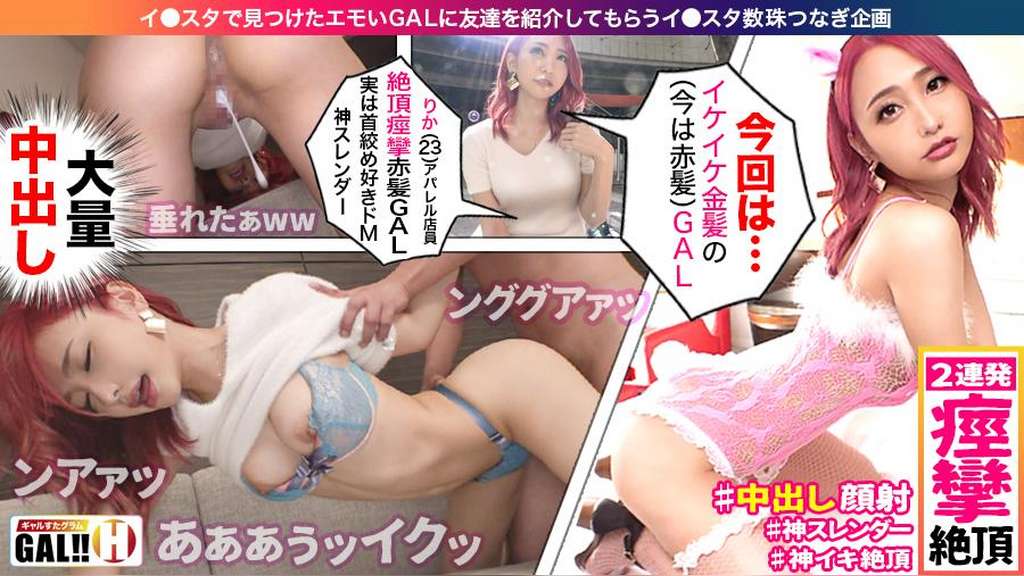 イ●スタで見つけたエモいGALに友達を紹介してもらうイ●スタ数珠つなぎ企画
大量
中出し
垂れたぁww
りか(23)アパレル店員
絶頂痙攣赤髪GAL
実は首絞め好きドM
神スレンダー
今回は…
イケイケ金髪の
(今は赤髪)GAL
ンググアァッ
ンアァッ
あぁぁぅッイクッ
ギャルすたグラム
GAL!!H
#中出し顔射
#神スレンダー
#神イキ絶頂
2連発
痙攣
絶頂